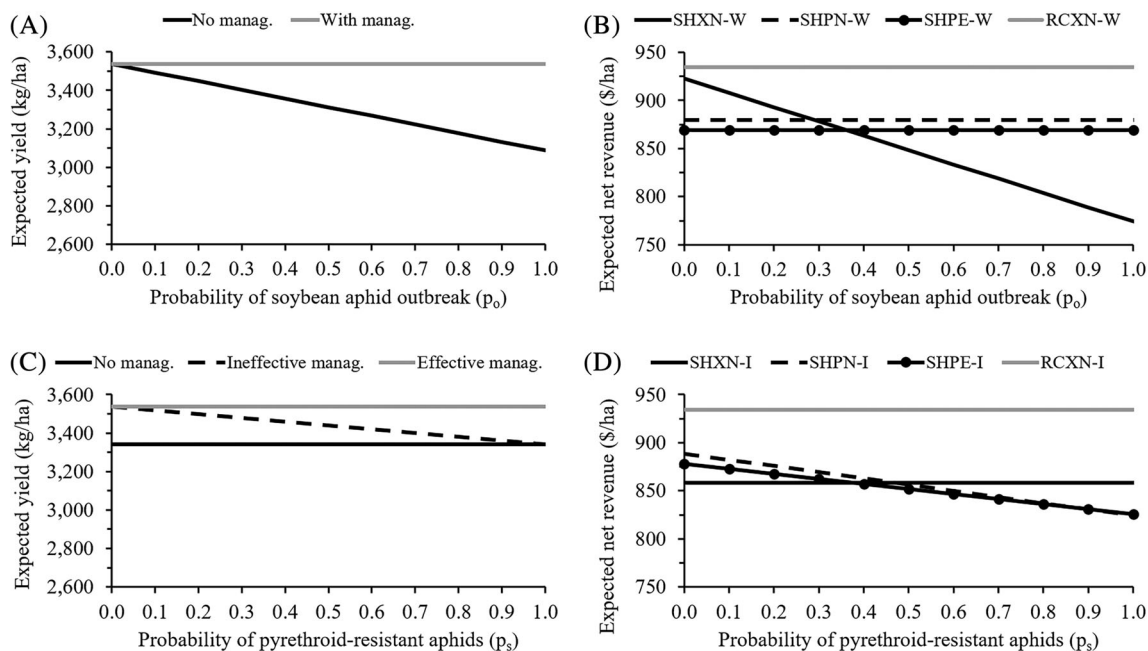 (A)
No manag. With manag.
Expected yield (kg/ha)
3,600
3,400
3,200
3,000
2,800
2,600
0.0 0.1 0.2 0.3 0.4 0.5 0.6 0.7 0.8 0.9 1.0
Probability of soybean aphid outbreak (pₒ)
(B)
SHXN-W SHPN-W SHPE-W RCXN-W
Expected net revenue ($/ha)
950
900
850
800
750
0.0 0.1 0.2 0.3 0.4 0.5 0.6 0.7 0.8 0.9 1.0
Probability of soybean aphid outbreak (pₒ)
(C)
No manag. Ineffective manag. Effective manag.
Expected yield (kg/ha)
3,600
3,400
3,200
3,000
2,800
2,600
0.0 0.1 0.2 0.3 0.4 0.5 0.6 0.7 0.8 0.9 1.0
Probability of pyrethroid-resistant aphids (pₛ)
(D)
SHXN-I SHPN-I SHPE-I RCXN-I
Expected net revenue ($/ha)
950
900
850
800
750
0.0 0.1 0.2 0.3 0.4 0.5 0.6 0.7 0.8 0.9 1.0
Probability of pyrethroid-resistant aphids (pₛ)